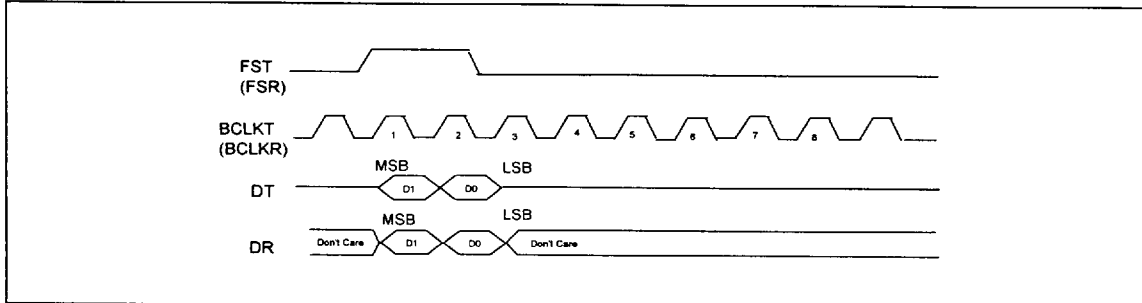 FST
(FSR)
BCLKT
(BCLKR)
1 2 3 4 5 6 7 8
MSB LSB
DT
D1 D0
MSB LSB
DR
Don't Care D1 D0 Don't Care